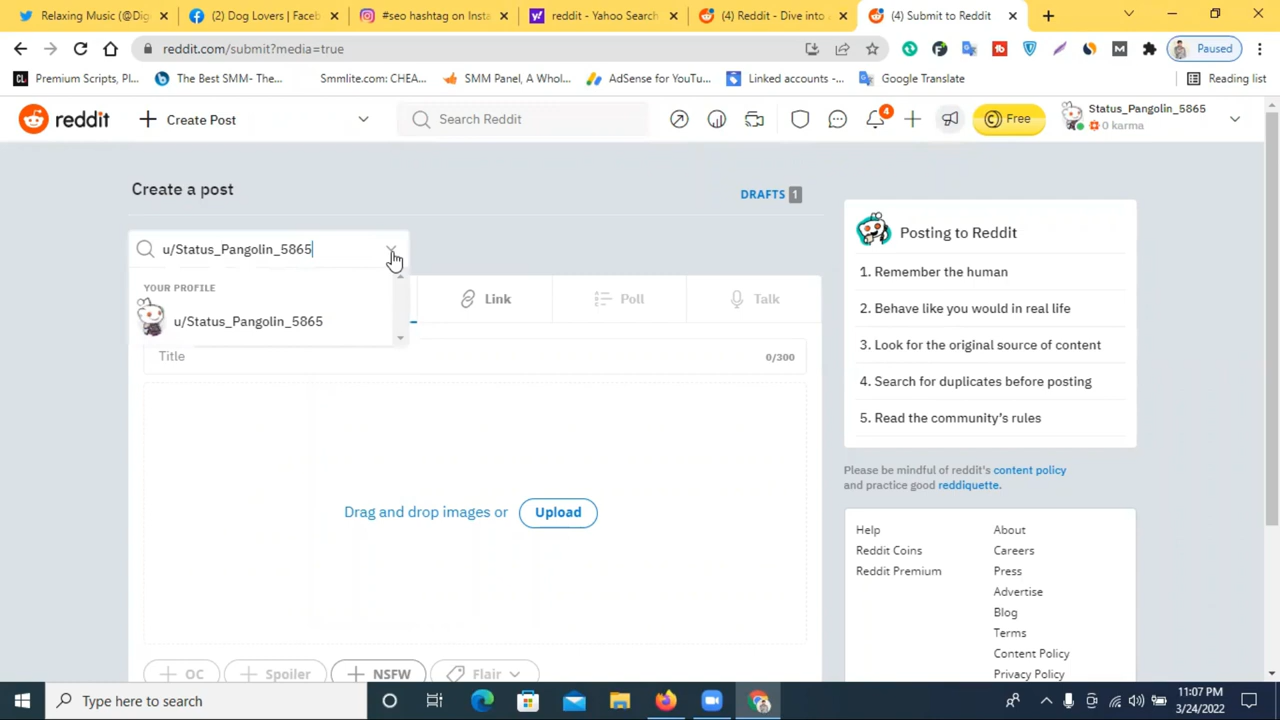 Relaxing Music (@Dig
(2) Dog Lovers | Faceb
#seo hashtag on Insta
reddit - Yahoo Search
(4) Reddit - Dive into a
(4) Submit to Reddit
reddit.com/submit?media=true
Paused
CL Premium Scripts, Pl...
The Best SMM- The...
Smmlite.com: CHEA...
SMM Panel, A Whol...
AdSense for YouTu...
Linked accounts -...
Google Translate
Reading list
reddit
Create Post
Search Reddit
4
Free
Status_Pangolin_5865
0 karma
Create a post
DRAFTS 1
u/Status_Pangolin_5865
YOUR PROFILE
u/Status_Pangolin_5865
Link
Poll
Talk
Title
0/300
Drag and drop images or Upload
OC
Spoiler
NSFW
Flair
Posting to Reddit
1. Remember the human
2. Behave like you would in real life
3. Look for the original source of content
4. Search for duplicates before posting
5. Read the community's rules
Please be mindful of reddit's content policy
and practice good reddiquette.
Help
Reddit Coins
Reddit Premium
About
Careers
Press
Advertise
Blog
Terms
Content Policy
Privacy Policy
Type here to search
11:07 PM
3/24/2022